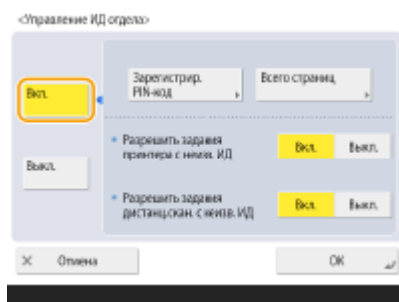 <Управление ИД отдела>
Вкл.
Зарегистрир.
PIN-код
Всего страниц
Разрешить задания
принтера с неизв. ИД
Вкл.
Выкл.
Выкл.
Разрешить задания
дистанц.скан. с неизв. ИД
Вкл.
Выкл.
Отмена
OK